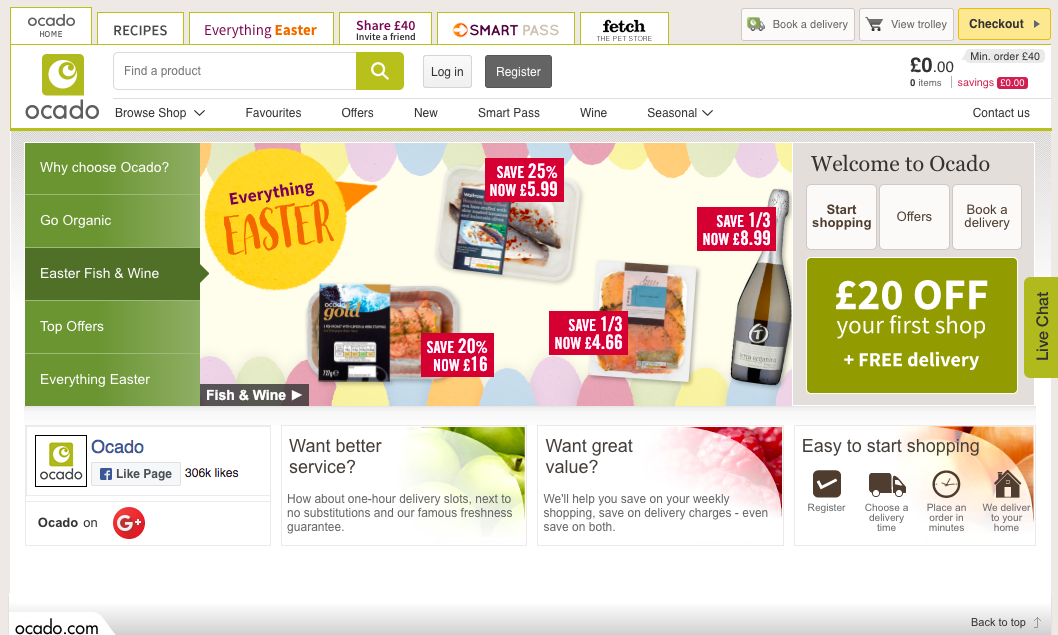 ocado
HOME
RECIPES
Everything Easter
Share £40
Invite a friend
SMART PASS
fetch
THE PET STORE
Book a delivery
View trolley
Checkout
ocado
Find a product
Log in
Register
£0.00
Min. order £40
0 items
savings £0.00
Browse Shop
Favourites
Offers
New
Smart Pass
Wine
Seasonal
Contact us
Why choose Ocado?
Go Organic
Easter Fish & Wine
Top Offers
Everything Easter
Everything
EASTER
SAVE 25%
NOW £5.99
SAVE 1/3
NOW £8.99
SAVE 1/3
NOW £4.66
SAVE 20%
NOW £16
Waitrose
ocado
gold
Fish & Wine
Welcome to Ocado
Start
shopping
Offers
Book a
delivery
£20 OFF
your first shop
+ FREE delivery
Live Chat
ocado
Ocado
Like Page
306k likes
Ocado on
G+
Want better
service?
How about one-hour delivery slots, next to
no substitutions and our famous freshness
guarantee.
Want great
value?
We'll help you save on your weekly
shopping, save on delivery charges - even
save on both.
Easy to start shopping
Register
Choose a
delivery
time
Place an
order in
minutes
We deliver
to your
home
ocado.com
Back to top